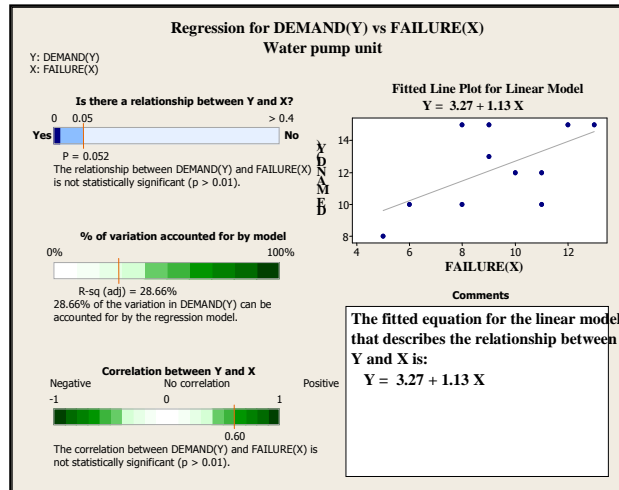 Regression for DEMAND(Y) vs FAILURE(X)
Water pump unit
Y: DEMAND(Y)
X: FAILURE(X)
Is there a relationship between Y and X?
0 0.05 > 0.4
Yes No
P = 0.052
The relationship between DEMAND(Y) and FAILURE(X)
is not statistically significant (p > 0.01).
% of variation accounted for by model
0% 100%
R-sq (adj) = 28.66%
28.66% of the variation in DEMAND(Y) can be
accounted for by the regression model.
Correlation between Y and X
Negative No correlation Positive
-1 0 1
0.60
The correlation between DEMAND(Y) and FAILURE(X) is
not statistically significant (p > 0.01).
Fitted Line Plot for Linear Model
Y = 3.27 + 1.13 X
DEMAND(Y)
14
12
10
8
4 6 8 10 12
FAILURE(X)
Comments
The fitted equation for the linear model
that describes the relationship between
Y and X is:
Y = 3.27 + 1.13 X